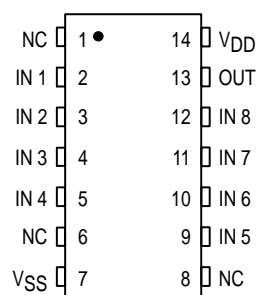 NC 1 14 VDD
IN 1 2 13 OUT
IN 2 3 12 IN 8
IN 3 4 11 IN 7
IN 4 5 10 IN 6
NC 6 9 IN 5
VSS 7 8 NC